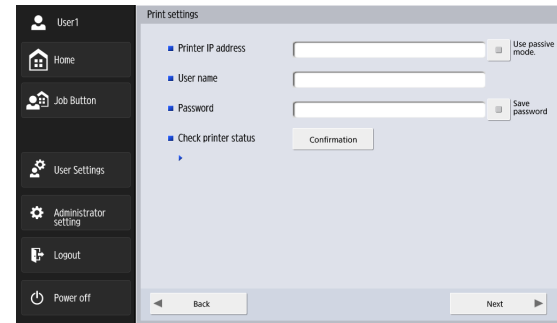 User1
Home
Job Button
User Settings
Administrator
setting
Logout
Power off
Print settings
Printer IP address
Use passive
mode.
User name
Password
Save
password
Check printer status
Confirmation
Back
Next